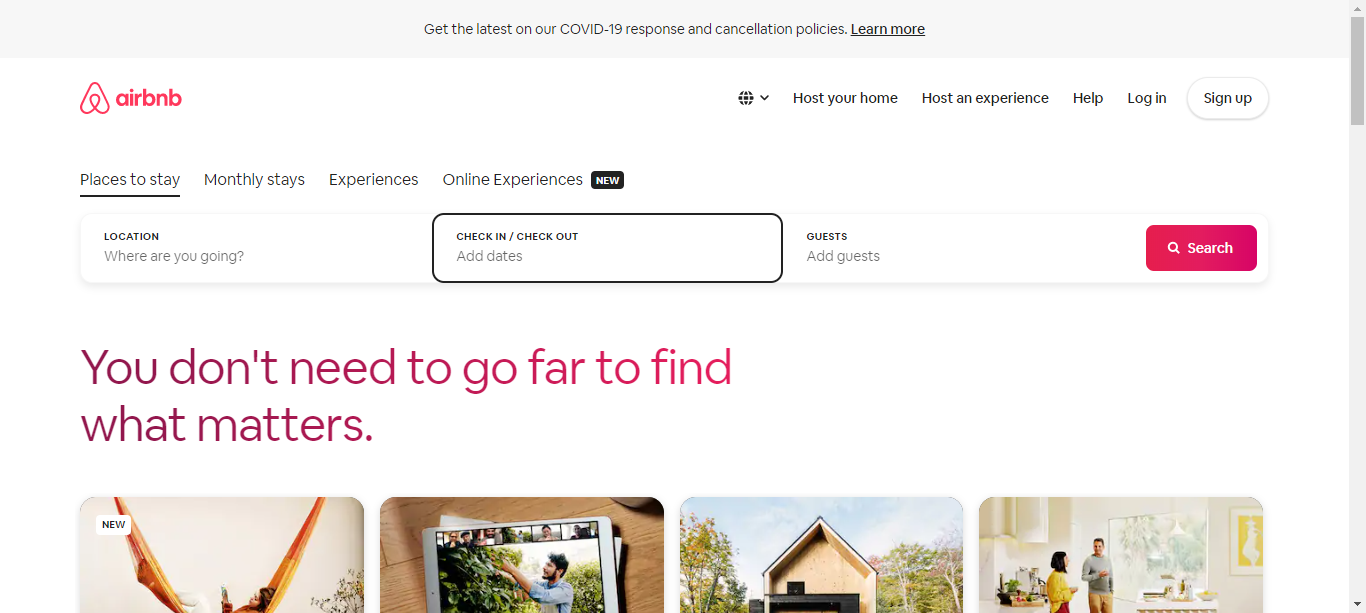 Get the latest on our COVID-19 response and cancellation policies. Learn more
airbnb
Host your home
Host an experience
Help
Log in
Sign up
Places to stay
Monthly stays
Experiences
Online Experiences
NEW
LOCATION
Where are you going?
CHECK IN / CHECK OUT
Add dates
GUESTS
Add guests
Search
You don't need to go far to find
what matters.
NEW